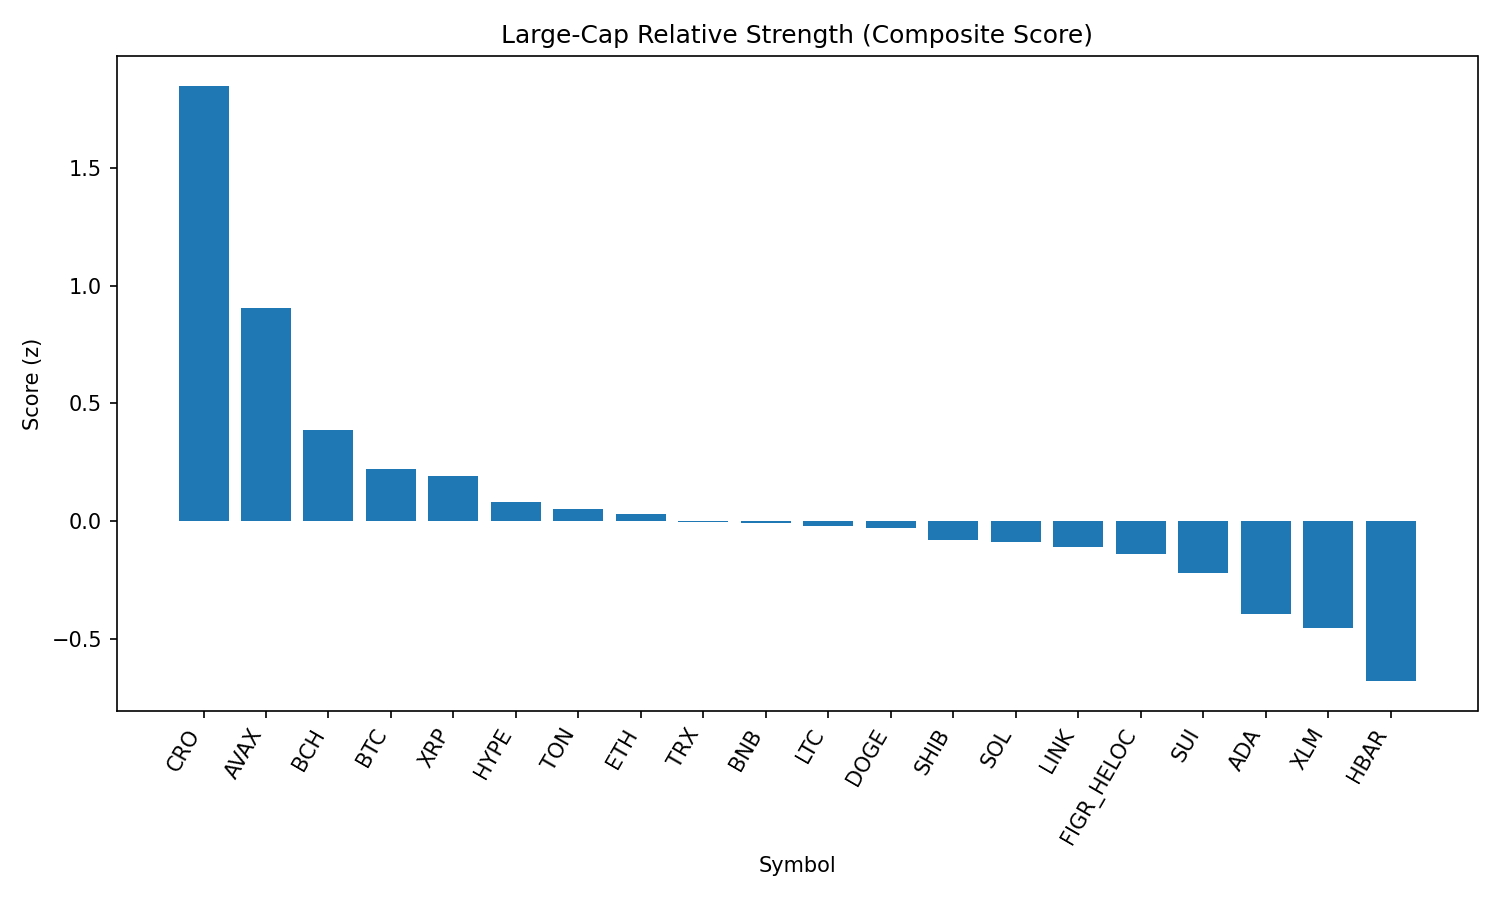 Large-Cap Relative Strength (Composite Score)
Score (z)
1.5
1.0
0.5
0.0
−0.5
CRO
AVAX
BCH
BTC
XRP
HYPE
TON
ETH
TRX
BNB
LTC
DOGE
SHIB
SOL
LINK
FIGR_HELOC
SUI
ADA
XLM
HBAR
Symbol